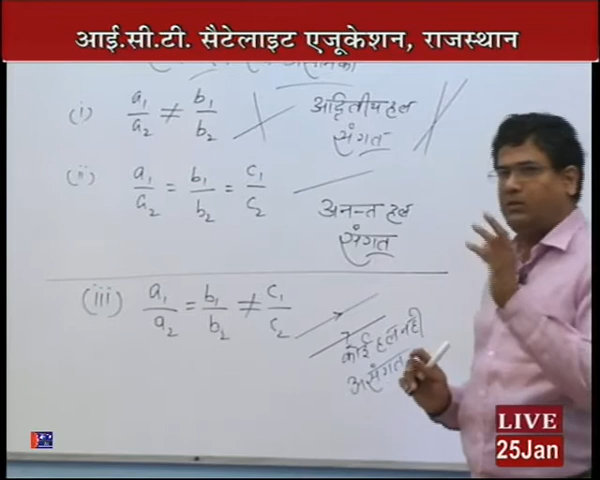 आई.सी.टी. सैटेलाइट एजूकेशन, राजस्थान
(i) a₁/a₂ ≠ b₁/b₂ अद्वितीय हल
संगत
(ii) a₁/a₂ = b₁/b₂ = c₁/c₂
अनन्त हल
संगत
(iii) a₁/a₂ = b₁/b₂ ≠ c₁/c₂
कोई हल नहीं
असंगत
LIVE
25Jan